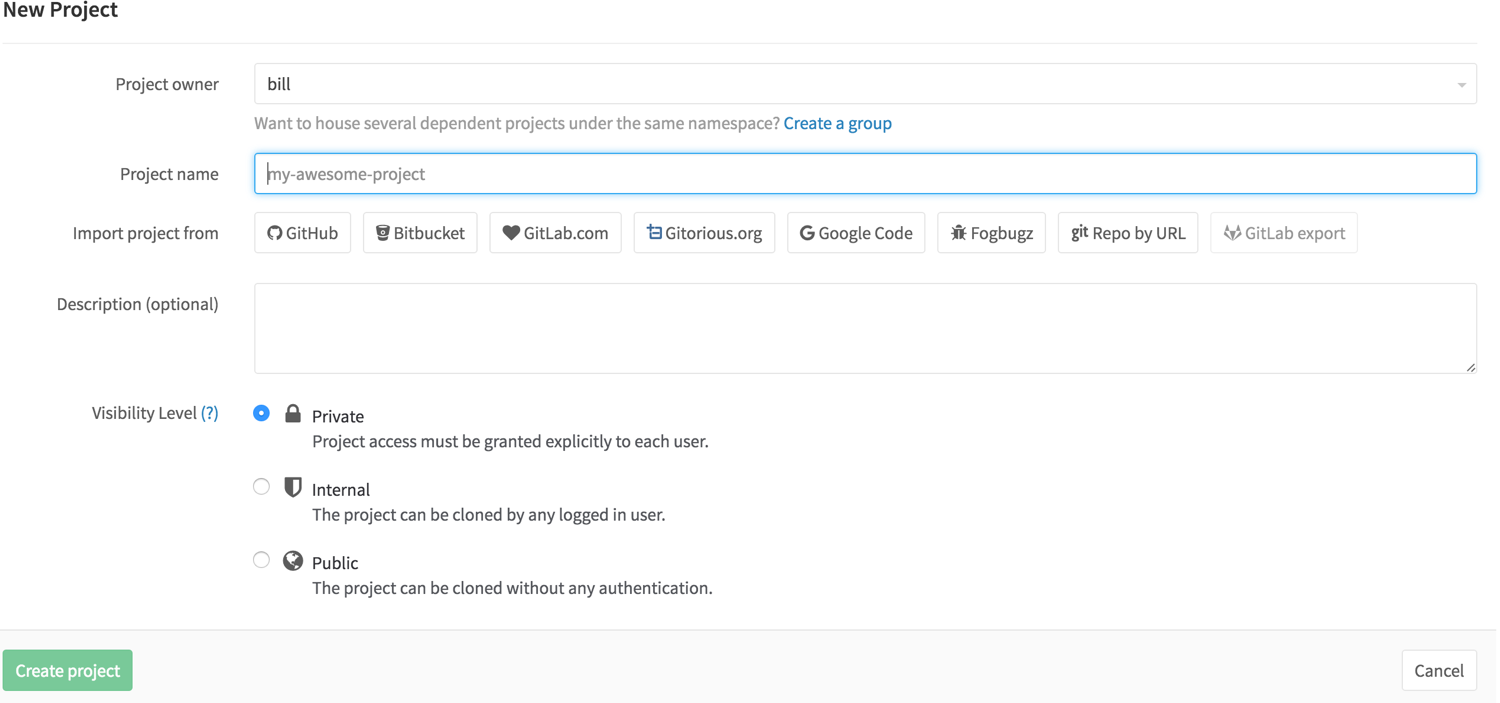 New Project
Project owner
bill
Want to house several dependent projects under the same namespace? Create a group
Project name
my-awesome-project
Import project from
GitHub
Bitbucket
GitLab.com
Gitorious.org
Google Code
Fogbugz
git Repo by URL
GitLab export
Description (optional)
Visibility Level (?)
Private
Project access must be granted explicitly to each user.
Internal
The project can be cloned by any logged in user.
Public
The project can be cloned without any authentication.
Create project
Cancel